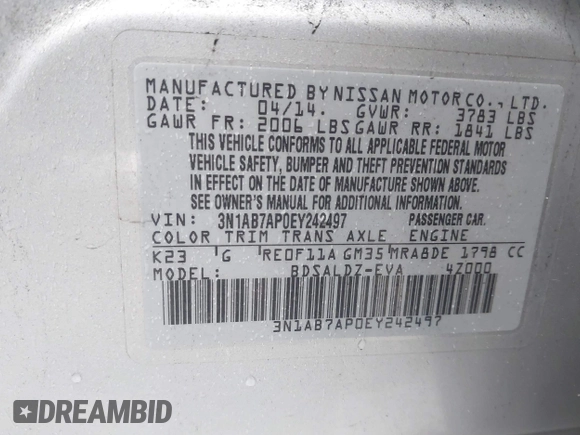 MANUFACTURED BY NISSAN MOTOR CO., LTD.
DATE: 04/14. GVWR: 3783 LBS
GAWR FR: 2006 LBS GAWR RR: 1841 LBS
THIS VEHICLE CONFORMS TO ALL APPLICABLE FEDERAL MOTOR
VEHICLE SAFETY, BUMPER AND THEFT PREVENTION STANDARDS
IN EFFECT ON THE DATE OF MANUFACTURE SHOWN ABOVE.
SEE OWNER'S MANUAL FOR ADDITIONAL INFORMATION
VIN: 3N1AB7AP0EY242497 PASSENGER CAR.
COLOR TRIM TRANS AXLE ENGINE
K23 G RE0F11A GM35 MRA8DE 1798 CC
MODEL: BDSALDZ-EVA 4Z000
3N1AB7AP0EY242497
DREAMBID